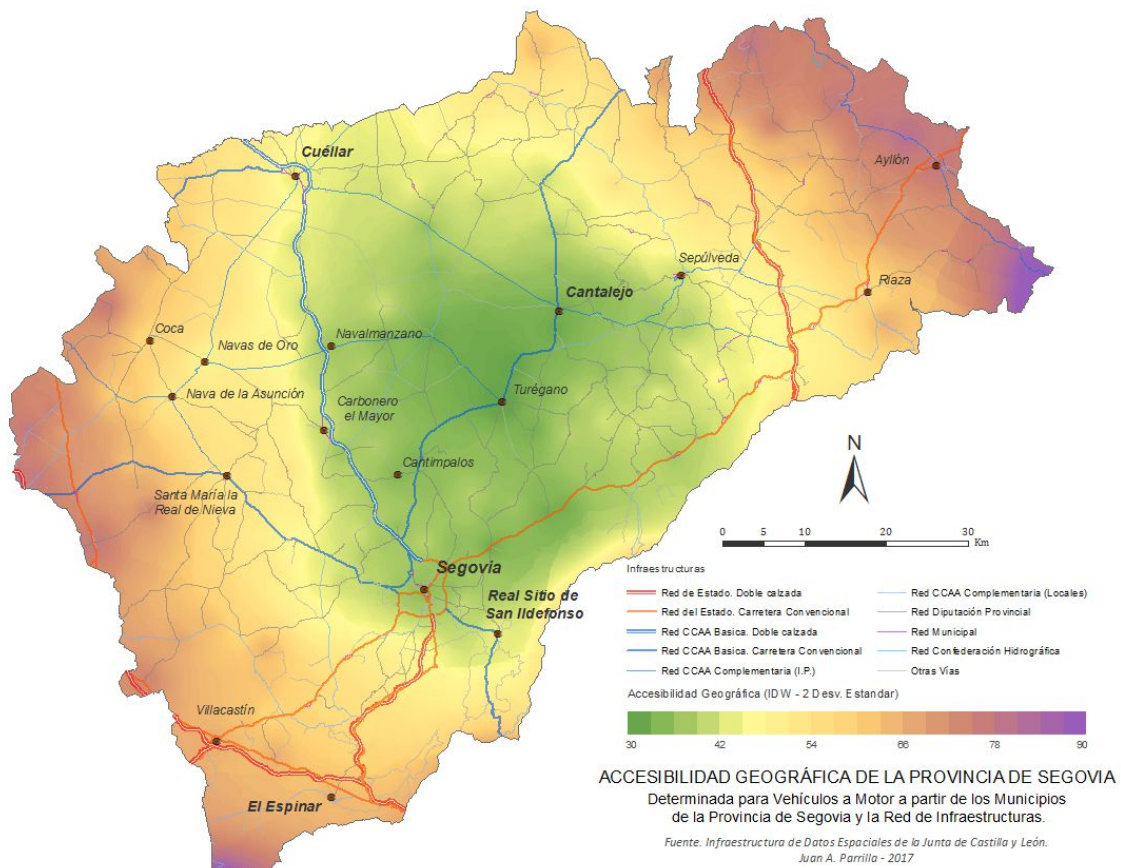 Cuéllar
Ayllón
Sepúlveda
Riaza
Cantalejo
Coca
Navas de Oro
Navalmanzano
Nava de la Asunción
Carbonero
el Mayor
Turégano
Cantimpalos
Santa María la
Real de Nieva
Segovia
Real Sitio de
San Ildefonso
Villacastín
El Espinar
N
0 5 10 20 30
Km
Infraestructuras
Red de Estado. Doble calzada
Red del Estado. Carretera Convencional
Red CCAA Basica. Doble calzada
Red CCAA Basica. Carretera Convencional
Red CCAA Complementaria (I.P.)
Red CCAA Complementaria (Locales)
Red Diputación Provincial
Red Municipal
Red Confederación Hidrográfica
Otras Vías
Accesibilidad Geográfica (IDW - 2 Desv. Estandar)
30 42 54 66 78 90
ACCESIBILIDAD GEOGRÁFICA DE LA PROVINCIA DE SEGOVIA
Determinada para Vehículos a Motor a partir de los Municipios
de la Provincia de Segovia y la Red de Infraestructuras.
Fuente. Infraestructura de Datos Espaciales de la Junta de Castilla y León.
Juan A. Parrilla - 2017